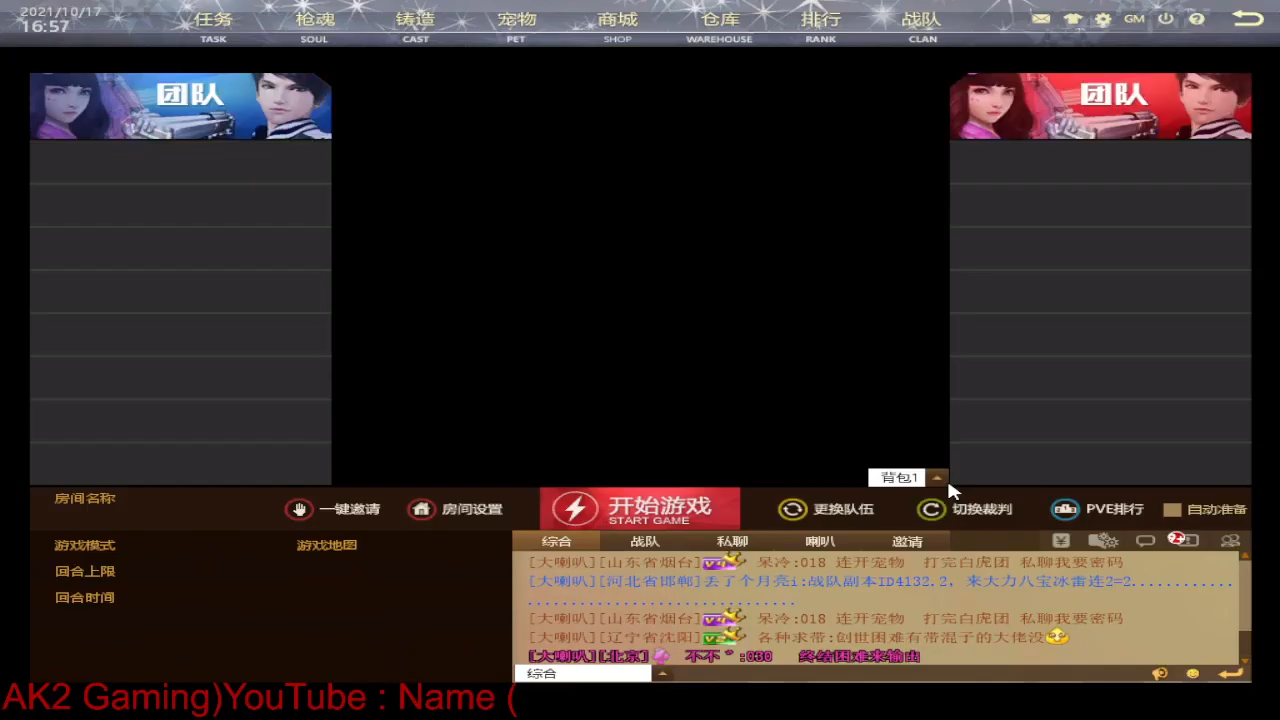 2021/10/17
16:57
任务 枪魂 铸造 宠物 商城 仓库 排行 战队
TASK SOUL CAST PET SHOP WAREHOUSE RANK CLAN
GM
团队 团队
背包1
房间名称
一键邀请 房间设置 开始游戏 更换队伍 切换裁判 PVE排行 自动准备
START GAME
游戏模式 游戏地图
回合上限
回合时间
综合 战队 私聊 喇叭 邀请
[大喇叭][山东省烟台] 呆冷:018 连开宠物 打完白虎团 私聊我要密码
[大喇叭][河北省邯郸]丢了个月亮i:战队副本ID4132.2, 来大力八宝冰雷连2=2............
............................
[大喇叭][山东省烟台] 呆冷:018 连开宠物 打完白虎团 私聊我要密码
[大喇叭][辽宁省沈阳] 各种求带:创世困难有带混子的大佬没
[大喇叭][北京] 不不~:030 终结困难来输出
综合
AK2 Gaming)YouTube : Name (